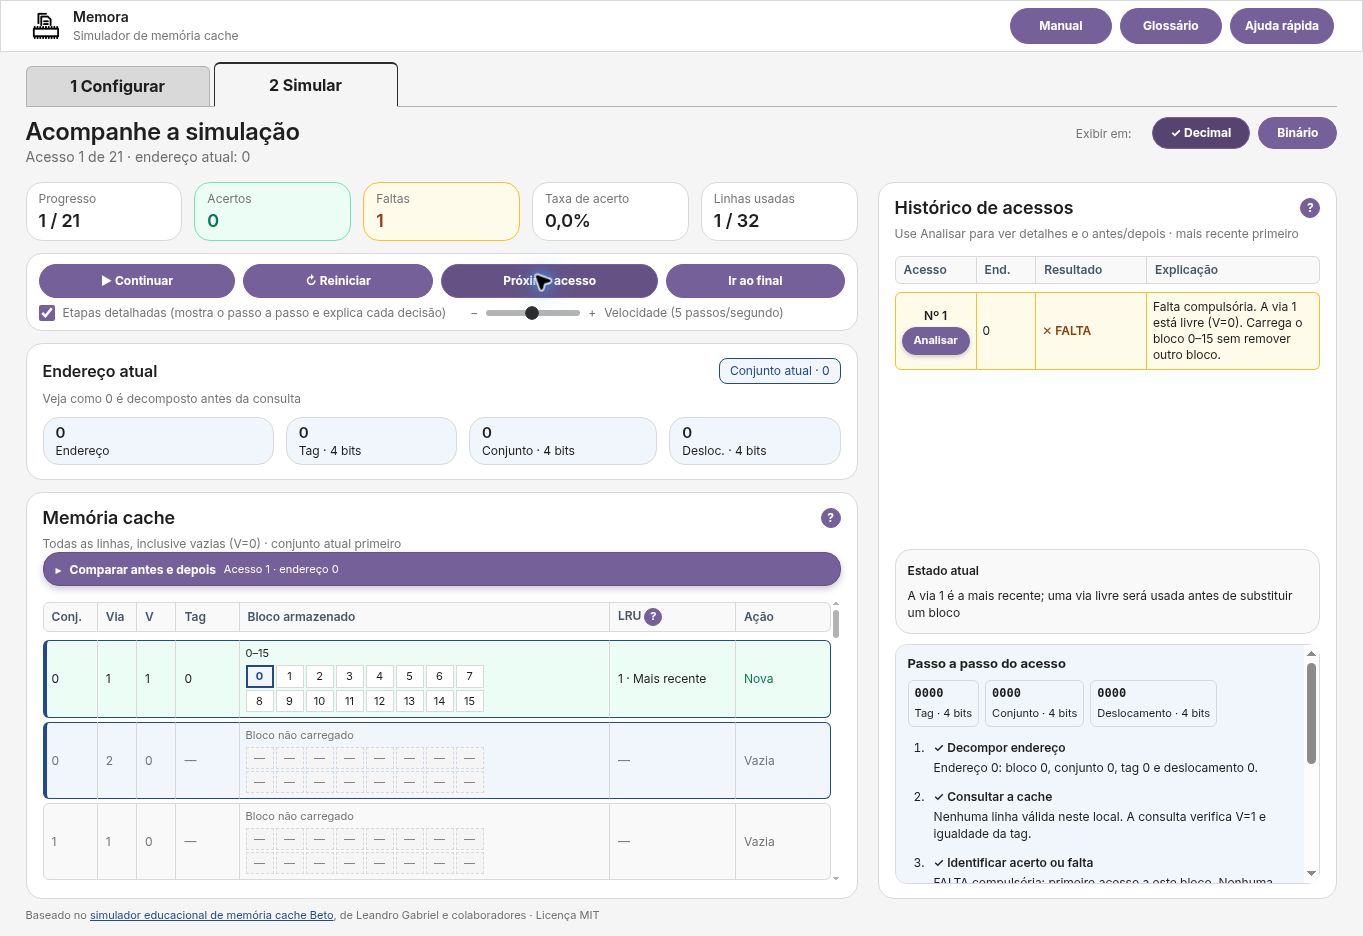 Memora
Simulador de memória cache
Manual
Glossário
Ajuda rápida
1 Configurar
2 Simular
Acompanhe a simulação
Acesso 1 de 21 · endereço atual: 0
Exibir em:
✓ Decimal
Binário
Progresso
1 / 21
Acertos
0
Faltas
1
Taxa de acerto
0,0%
Linhas usadas
1 / 32
▶ Continuar
↻ Reiniciar
Próximo acesso
Ir ao final
Etapas detalhadas (mostra o passo a passo e explica cada decisão)
− + Velocidade (5 passos/segundo)
Endereço atual
Conjunto atual · 0
Veja como 0 é decomposto antes da consulta
0
Endereço
0
Tag · 4 bits
0
Conjunto · 4 bits
0
Desloc. · 4 bits
Memória cache
?
Todas as linhas, inclusive vazias (V=0) · conjunto atual primeiro
▸ Comparar antes e depois Acesso 1 · endereço 0
Conj. Via V Tag Bloco armazenado LRU ? Ação
0–15
0 1 1 0 1 · Mais recente Nova
0 1 2 3 4 5 6 7
8 9 10 11 12 13 14 15
Bloco não carregado
0 2 0 — — Vazia
— — — — — — — —
— — — — — — — —
Bloco não carregado
1 1 0 — — Vazia
— — — — — — — —
— — — — — — — —
Histórico de acessos
?
Use Analisar para ver detalhes e o antes/depois · mais recente primeiro
Acesso End. Resultado Explicação
Nº 1
Analisar
0
✕ FALTA
Falta compulsória. A via 1
está livre (V=0). Carrega o
bloco 0–15 sem remover
outro bloco.
Estado atual
A via 1 é a mais recente; uma via livre será usada antes de substituir
um bloco
Passo a passo do acesso
0000
Tag · 4 bits
0000
Conjunto · 4 bits
0000
Deslocamento · 4 bits
1. ✓ Decompor endereço
Endereço 0: bloco 0, conjunto 0, tag 0 e deslocamento 0.
2. ✓ Consultar a cache
Nenhuma linha válida neste local. A consulta verifica V=1 e
igualdade da tag.
3. ✓ Identificar acerto ou falta
FALTA compulsória: primeiro acesso a este bloco. Nenhuma
Baseado no simulador educacional de memória cache Beto, de Leandro Gabriel e colaboradores · Licença MIT